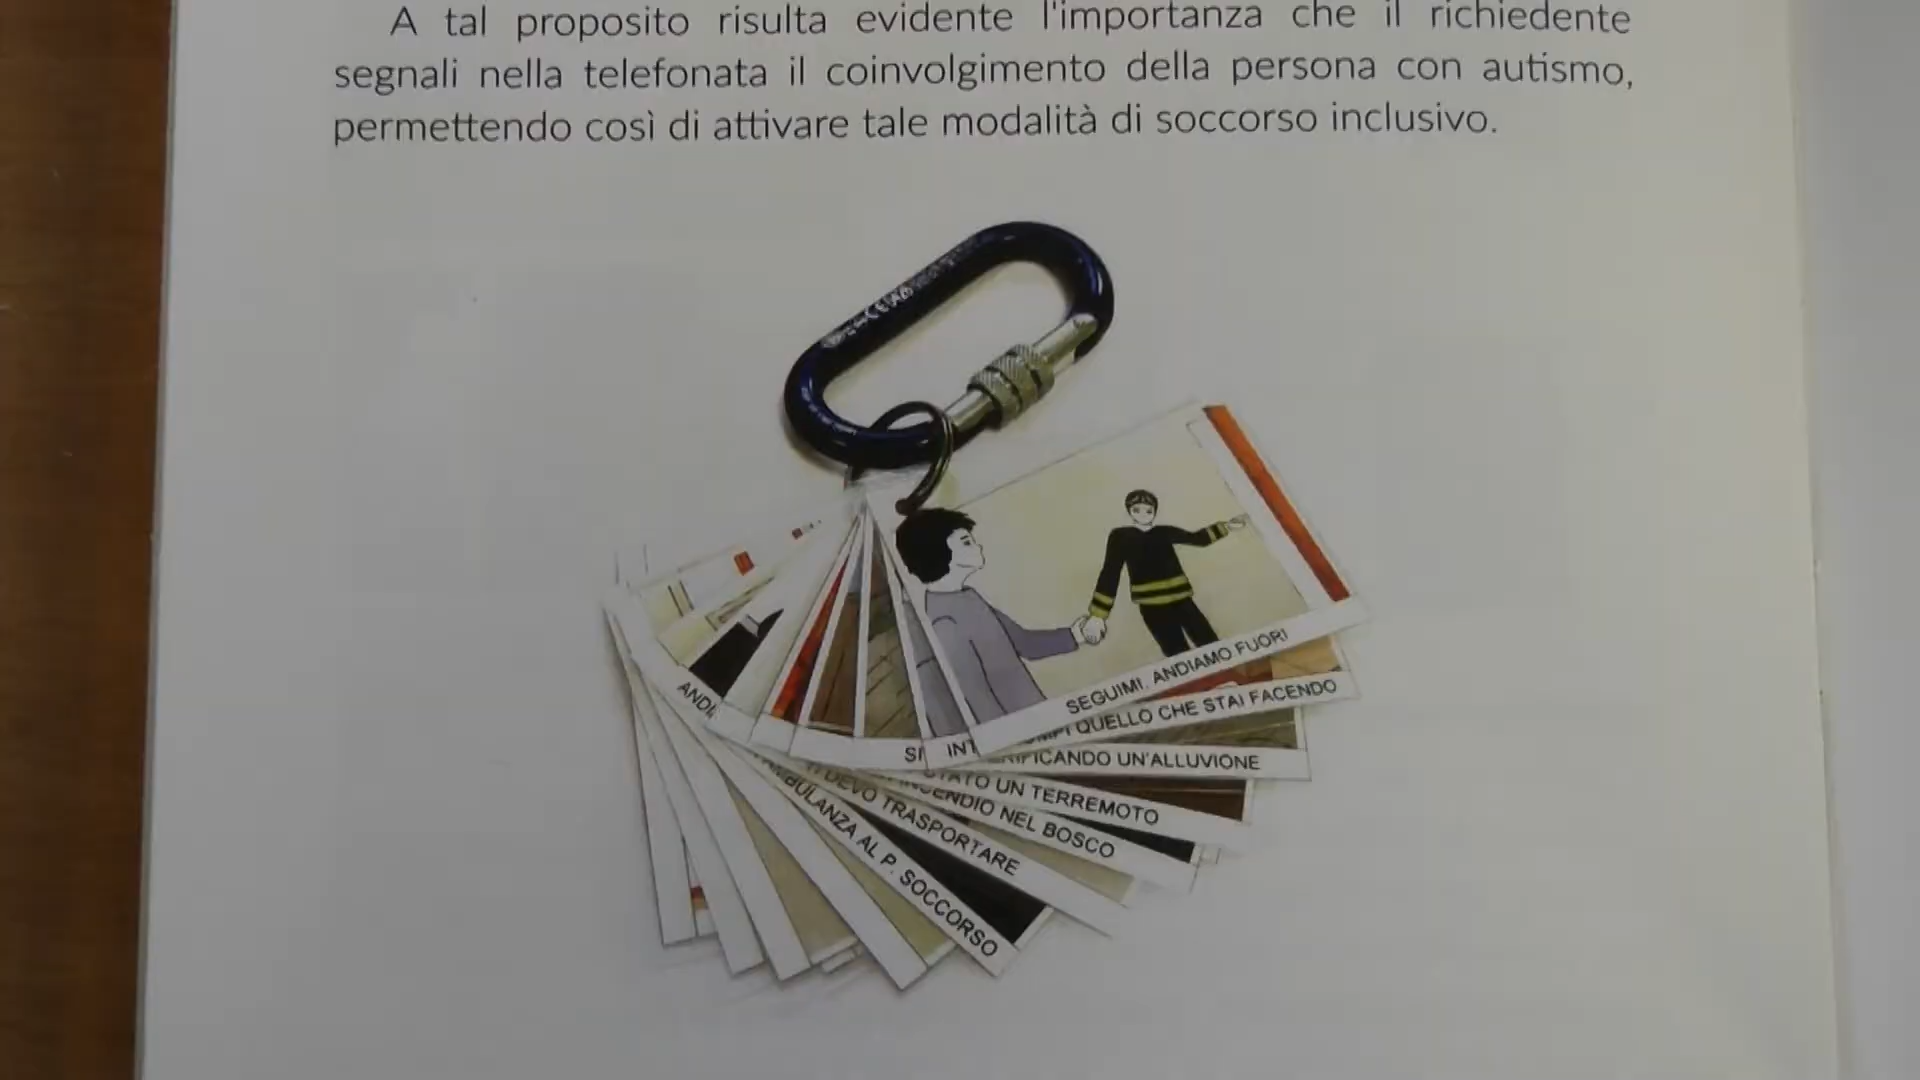 A tal proposito risulta evidente l'importanza che il richiedente
segnali nella telefonata il coinvolgimento della persona con autismo,
permettendo così di attivare tale modalità di soccorso inclusivo.
SEGUIMI, ANDIAMO FUORI
QUELLO CHE STAI FACENDO
UN'ALLUVIONE
UN TERREMOTO
NEL BOSCO
DEVO TRASPORTARE
AL P. SOCCORSO